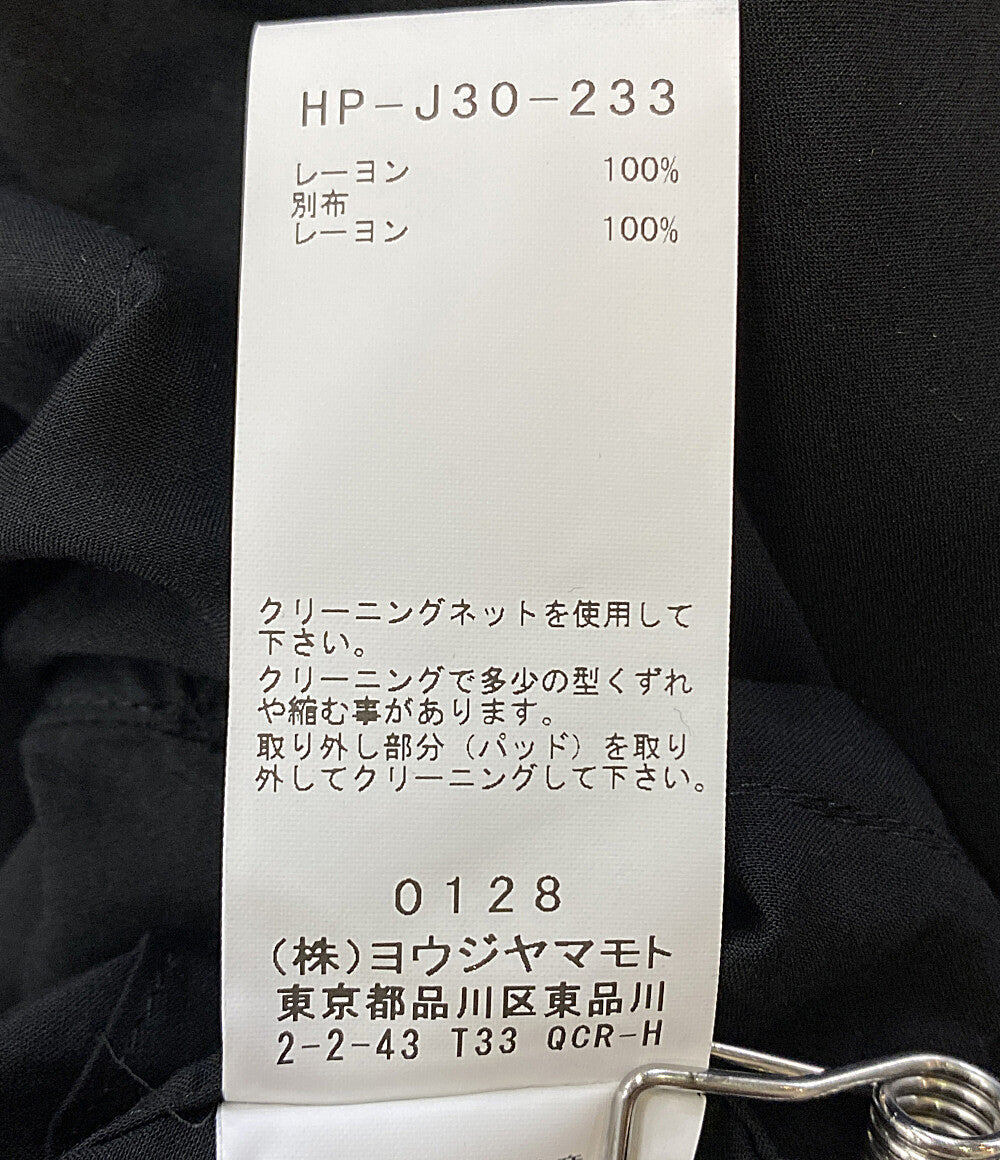 HP-J30-233
レーヨン 100%
別布
レーヨン 100%
クリーニングネットを使用して
下さい。
クリーニングで多少の型くずれ
や縮む事があります。
取り外し部分（パッド）を取り
外してクリーニングして下さい。
0128
(株)ヨウジヤマモト
東京都品川区東品川
2-2-43 T33 QCR-H